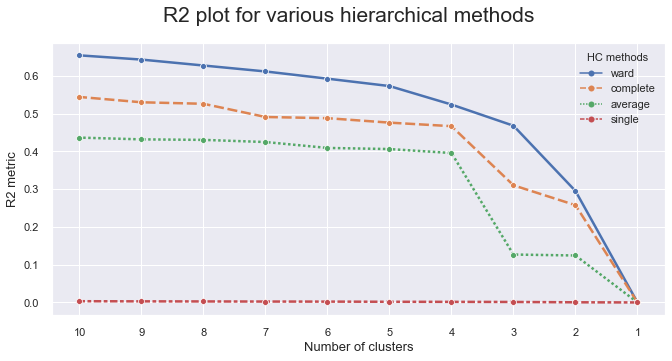 R2 plot for various hierarchical methods
HC methods
ward
complete
average
single
R2 metric
0.6
0.5
0.4
0.3
0.2
0.1
0.0
10 9 8 7 6 5 4 3 2 1
Number of clusters